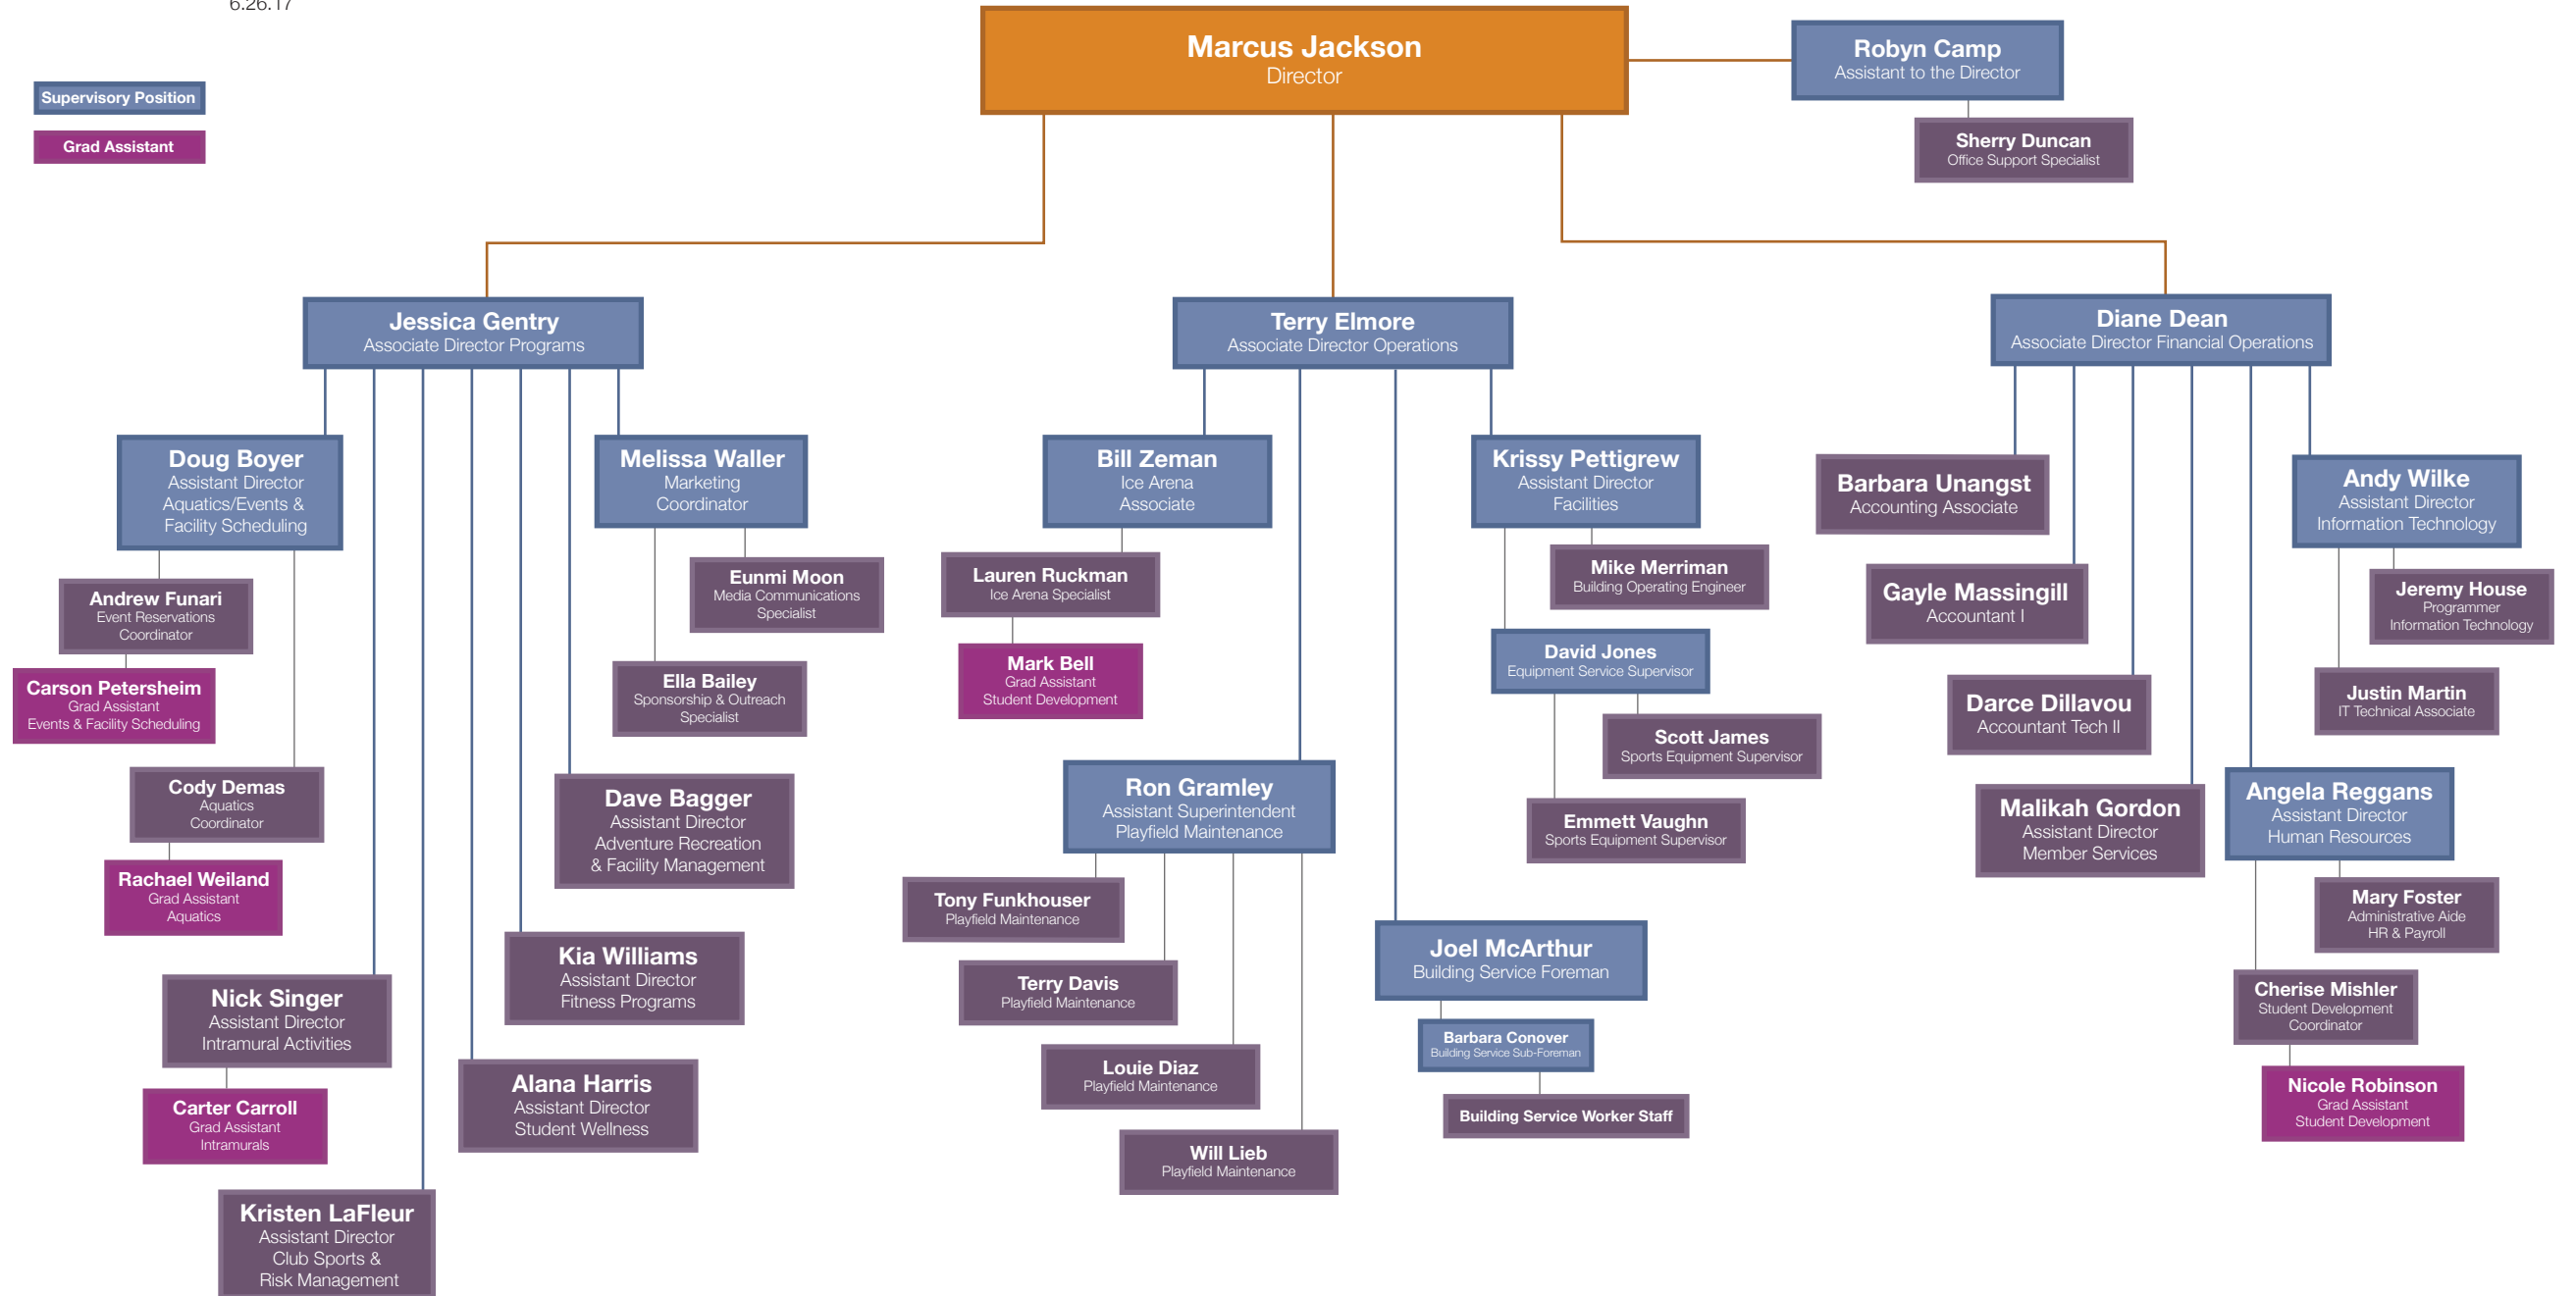 6.26.17
Marcus Jackson
Director
Robyn Camp
Assistant to the Director
Supervisory Position
Grad Assistant
Sherry Duncan
Office Support Specialist
Jessica Gentry
Associate Director Programs
Doug Boyer
Assistant Director
Aquatics/Events &
Facility Scheduling
Andrew Funari
Event Reservations
Coordinator
Carson Petersheim
Grad Assistant
Events & Facility Scheduling
Cody Demas
Aquatics
Coordinator
Rachael Weiland
Grad Assistant
Aquatics
Nick Singer
Assistant Director
Intramural Activities
Carter Carroll
Grad Assistant
Intramurals
Kristen LaFleur
Assistant Director
Club Sports &
Risk Management
Alana Harris
Assistant Director
Student Wellness
Kia Williams
Assistant Director
Fitness Programs
Dave Bagger
Assistant Director
Adventure Recreation
& Facility Management
Melissa Waller
Marketing
Coordinator
Eunmi Moon
Media Communications
Specialist
Ella Bailey
Sponsorship & Outreach
Specialist
Terry Elmore
Associate Director Operations
Bill Zeman
Ice Arena
Associate
Lauren Ruckman
Ice Arena Specialist
Mark Bell
Grad Assistant
Student Development
Ron Gramley
Assistant Superintendent
Playfield Maintenance
Tony Funkhouser
Playfield Maintenance
Terry Davis
Playfield Maintenance
Louie Diaz
Playfield Maintenance
Will Lieb
Playfield Maintenance
Joel McArthur
Building Service Foreman
Barbara Conover
Building Service Sub-Foreman
Building Service Worker Staff
Krissy Pettigrew
Assistant Director
Facilities
Mike Merriman
Building Operating Engineer
David Jones
Equipment Service Supervisor
Scott James
Sports Equipment Supervisor
Emmett Vaughn
Sports Equipment Supervisor
Diane Dean
Associate Director Financial Operations
Barbara Unangst
Accounting Associate
Gayle Massingill
Accountant I
Darce Dillavou
Accountant Tech II
Malikah Gordon
Assistant Director
Member Services
Angela Reggans
Assistant Director
Human Resources
Mary Foster
Administrative Aide
HR & Payroll
Cherise Mishler
Student Development
Coordinator
Nicole Robinson
Grad Assistant
Student Development
Andy Wilke
Assistant Director
Information Technology
Jeremy House
Programmer
Information Technology
Justin Martin
IT Technical Associate